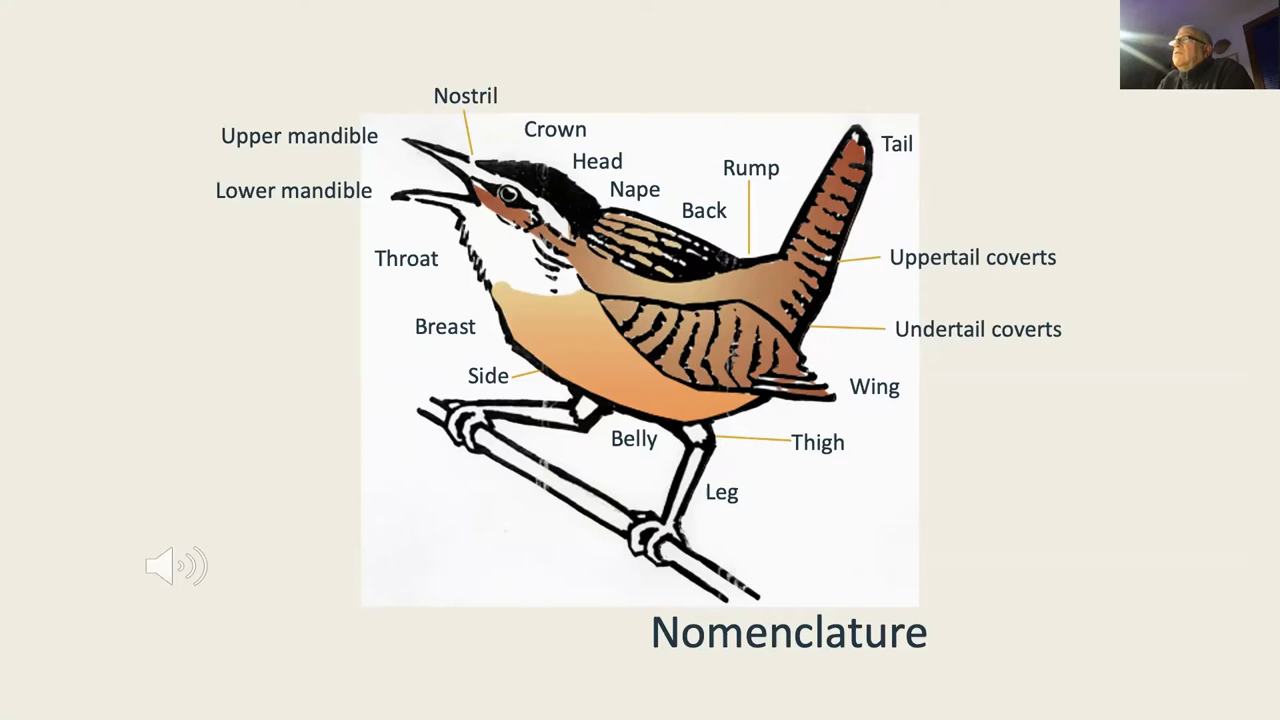 Nostril
Crown
Upper mandible
Tail
Head
Rump
Lower mandible
Nape
Back
Throat
Uppertail coverts
Breast
Undertail coverts
Side
Wing
Belly
Thigh
Leg
Nomenclature